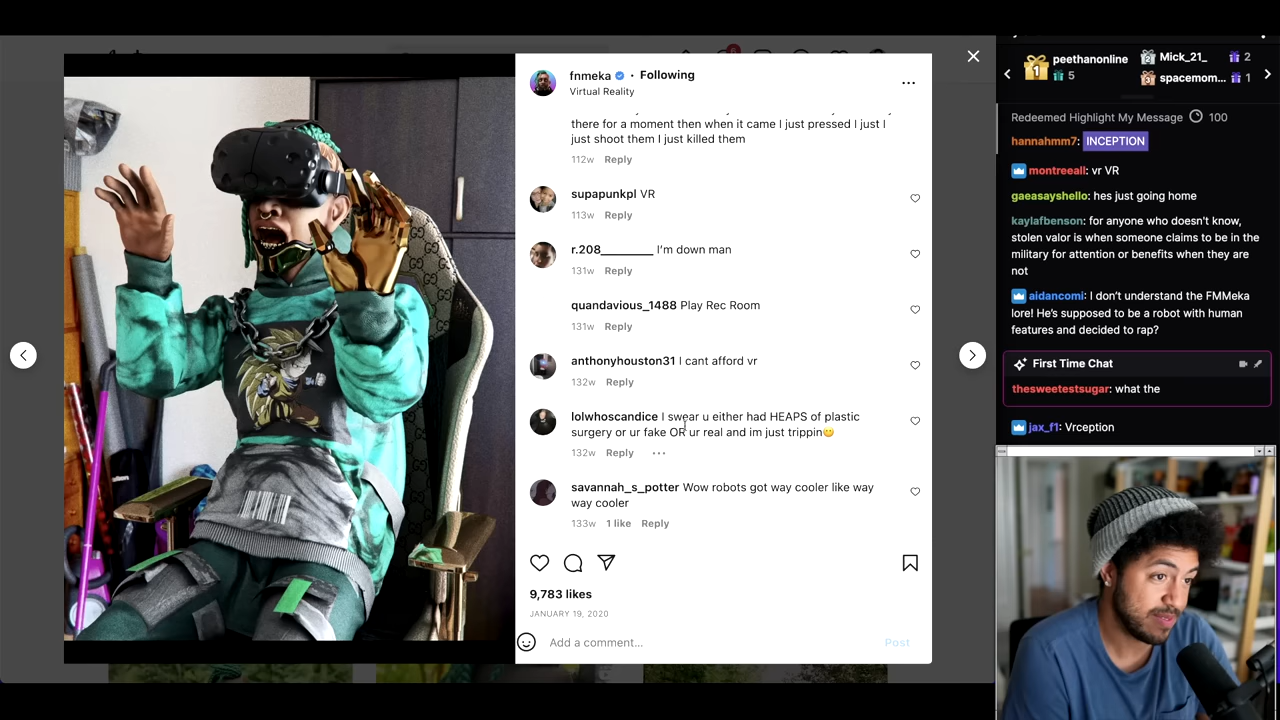 fnmeka • Following
Virtual Reality
there for a moment then when it came I just pressed I just I
just shoot them I just killed them
112w Reply
supapunkpl VR
113w Reply
r.208________ I'm down man
131w Reply
quandavious_1488 Play Rec Room
131w Reply
anthonyhouston31 I cant afford vr
132w Reply
lolwhoscandice I swear u either had HEAPS of plastic
surgery or ur fake OR ur real and im just trippin😋
132w Reply
savannah_s_potter Wow robots got way cooler like way
way cooler
133w 1 like Reply
9,783 likes
JANUARY 19, 2020
Add a comment...
Post
1 peethanonline
5
2 Mick_21_ 2
3 spacemom... 1
Redeemed Highlight My Message 100
hannahmm7: INCEPTION
montreeall: vr VR
gaeasayshello: hes just going home
kaylafbenson: for anyone who doesn't know,
stolen valor is when someone claims to be in the
military for attention or benefits when they are
not
aidancomi: I don't understand the FMMeka
lore! He's supposed to be a robot with human
features and decided to rap?
First Time Chat
thesweetestsugar: what the
jax_f1: Vrception